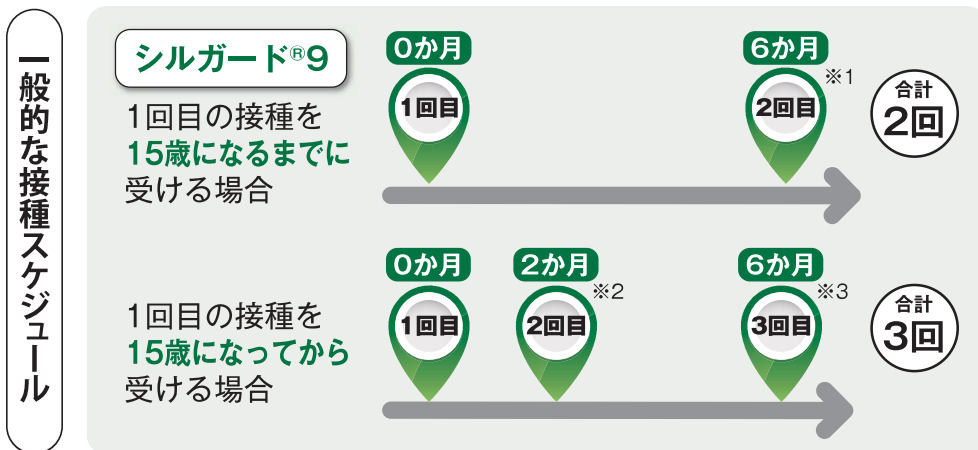 一般的な接種スケジュール
シルガード®9
1回目の接種を
15歳になるまでに
受ける場合
0か月
1回目
6か月
※1
2回目
合計
2回
1回目の接種を
15歳になってから
受ける場合
0か月
1回目
2か月
※2
2回目
6か月
※3
3回目
合計
3回